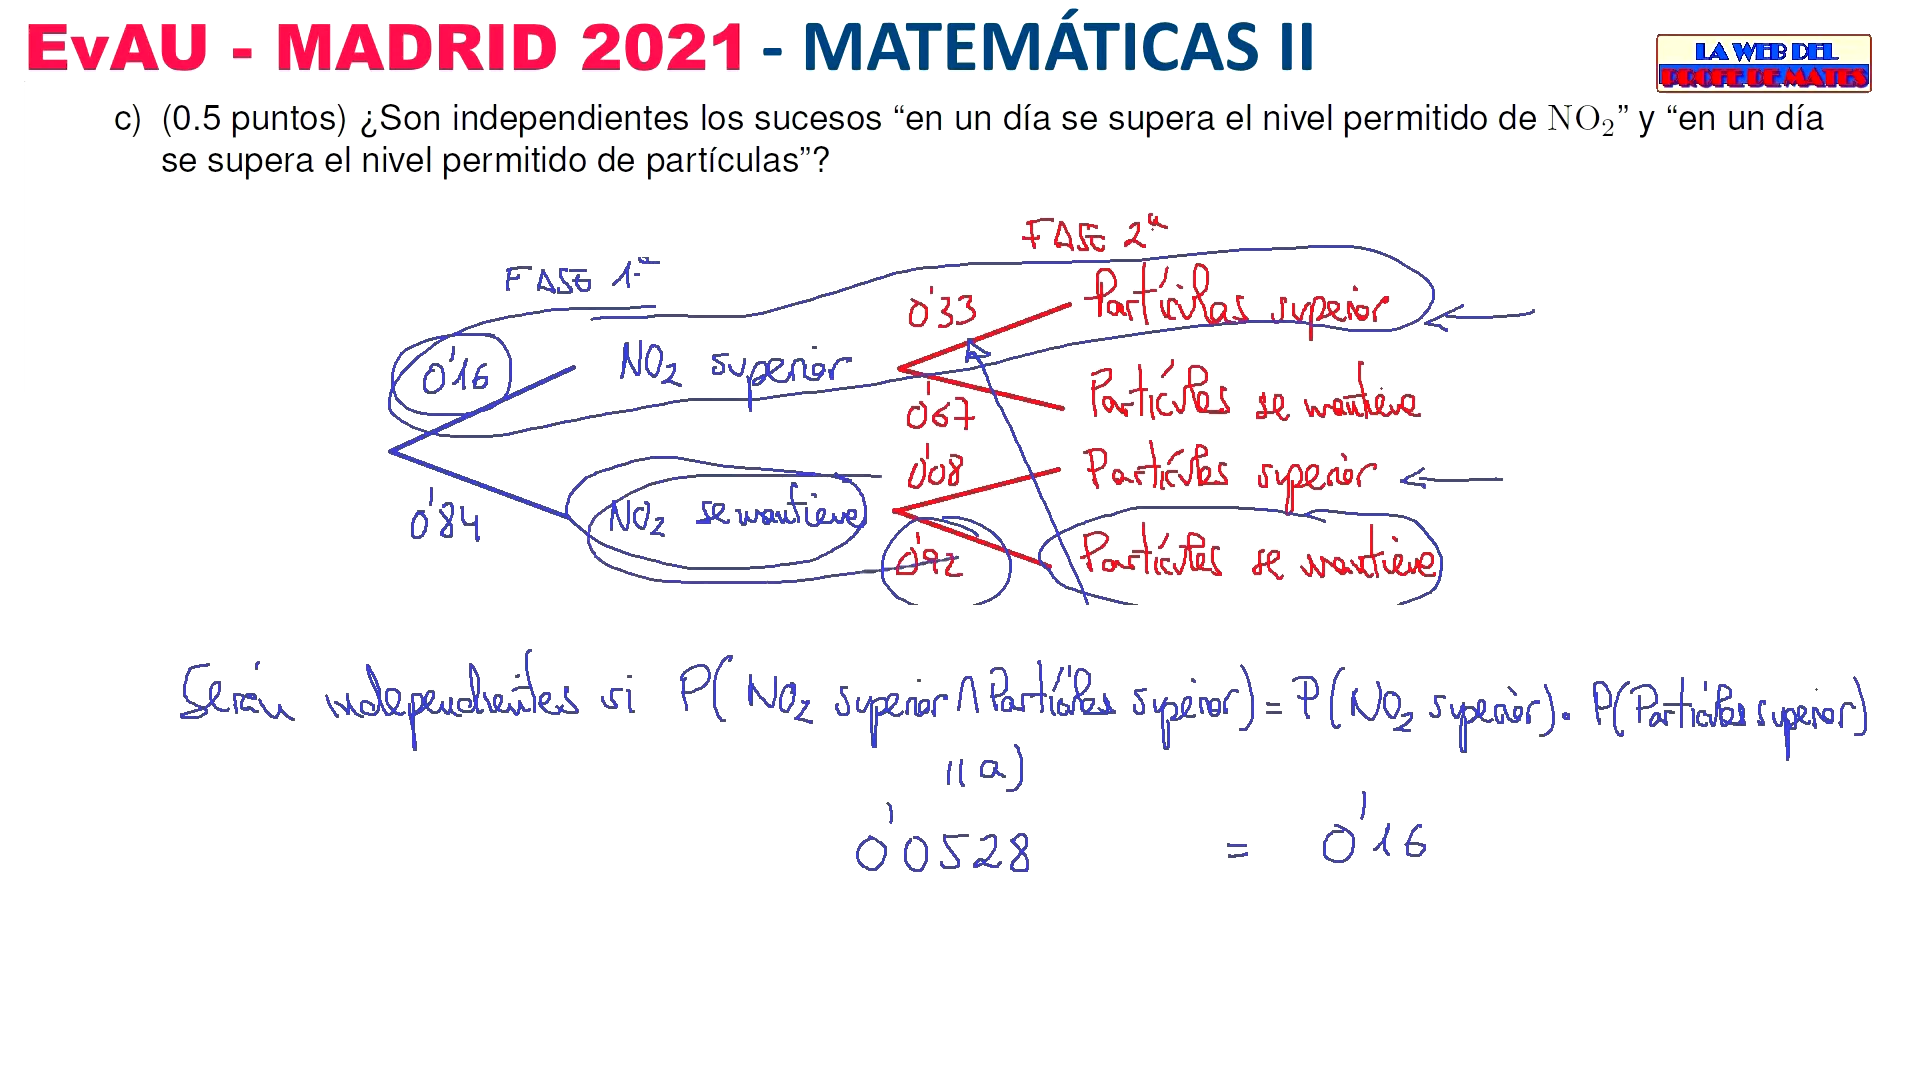 EvAU - MADRID 2021 - MATEMÁTICAS II
LA WEB DEL
PROFE DE MATES
c) (0.5 puntos) ¿Son independientes los sucesos “en un día se supera el nivel permitido de NO₂” y “en un día
se supera el nivel permitido de partículas”?
FASE 1ª
FASE 2ª
0'16
NO₂ superior
0'33
Partículas superior
0'67
Partículas se mantiene
0'84
NO₂ se mantiene
0'08
Partículas superior
0'92
Partículas se mantiene
Serán independientes si P(NO₂ superior ∩ Partículas superior) = P(NO₂ superior) · P(Partículas superior)
11 a)
0'0528 = 0'16